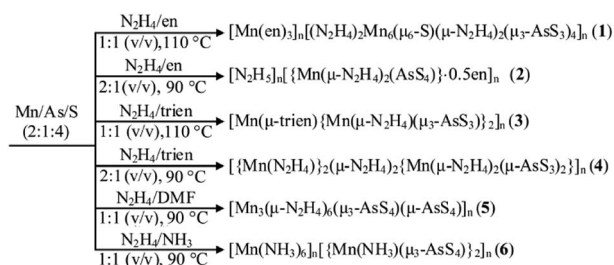 N₂H₄/en
1:1 (v/v),110 °C
[Mn(en)₃]ₙ[(N₂H₄)₂Mn₆(μ₆-S)(μ-N₂H₄)₂(μ₃-AsS₃)₄]ₙ (1)
N₂H₄/en
2:1(v/v), 90 °C
[N₂H₅]ₙ[{Mn(μ-N₂H₄)₂(AsS₄)}·0.5en]ₙ (2)
Mn/As/S
(2:1:4)
N₂H₄/trien
1:1 (v/v),110 °C
[Mn(μ-trien){Mn(μ-N₂H₄)(μ₃-AsS₃)}₂]ₙ (3)
N₂H₄/trien
2:1 (v/v), 90 °C
[{Mn(N₂H₄)}₂(μ-N₂H₄)₂{Mn(μ-N₂H₄)₂(μ-AsS₃)₂}]ₙ (4)
N₂H₄/DMF
1:1 (v/v), 90 °C
[Mn₃(μ-N₂H₄)₆(μ₃-AsS₄)(μ-AsS₄)]ₙ (5)
N₂H₄/NH₃
1:1 (v/v), 90 °C
[Mn(NH₃)₆]ₙ[{Mn(NH₃)(μ₃-AsS₄)}₂]ₙ (6)